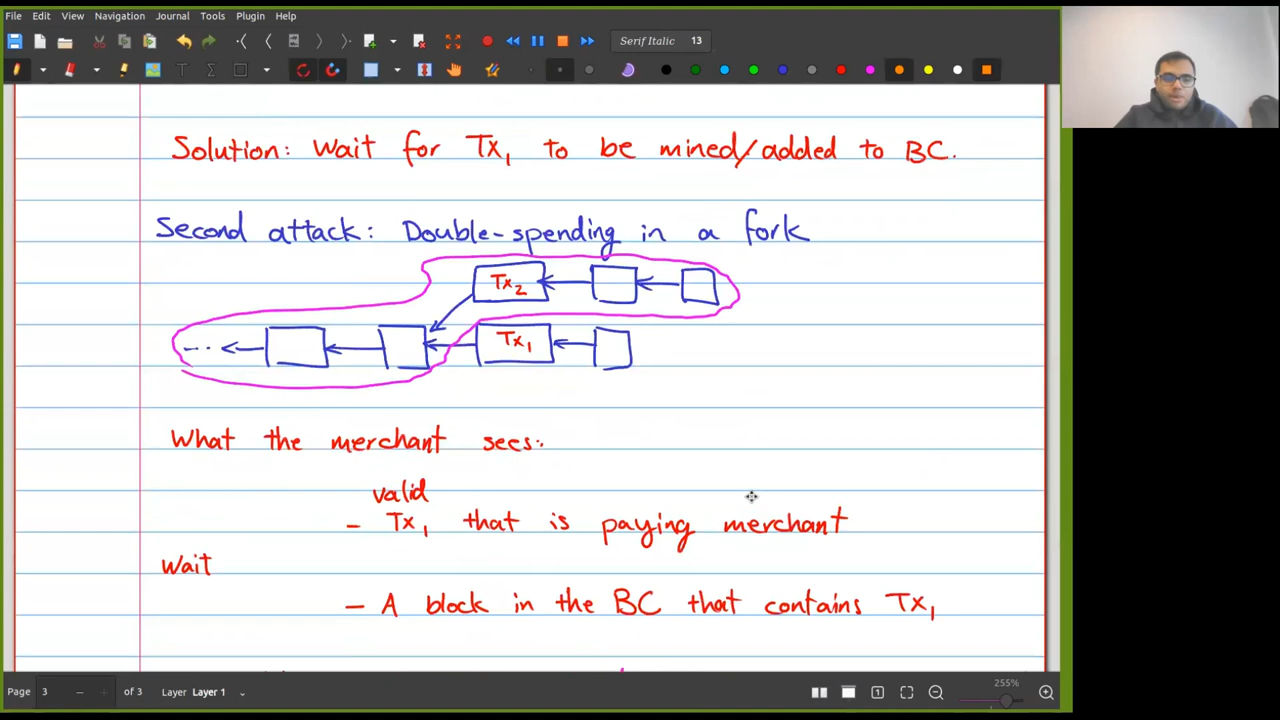 File Edit View Navigation Journal Tools Plugin Help
Serif Italic 13
Solution: Wait for Tx1 to be mined/added to BC.
Second attack: Double-spending in a fork
Tx2
... Tx1
What the merchant sees:
valid
- Tx1 that is paying merchant
Wait
- A block in the BC that contains Tx1
Page 3 of 3 Layer Layer 1 255%